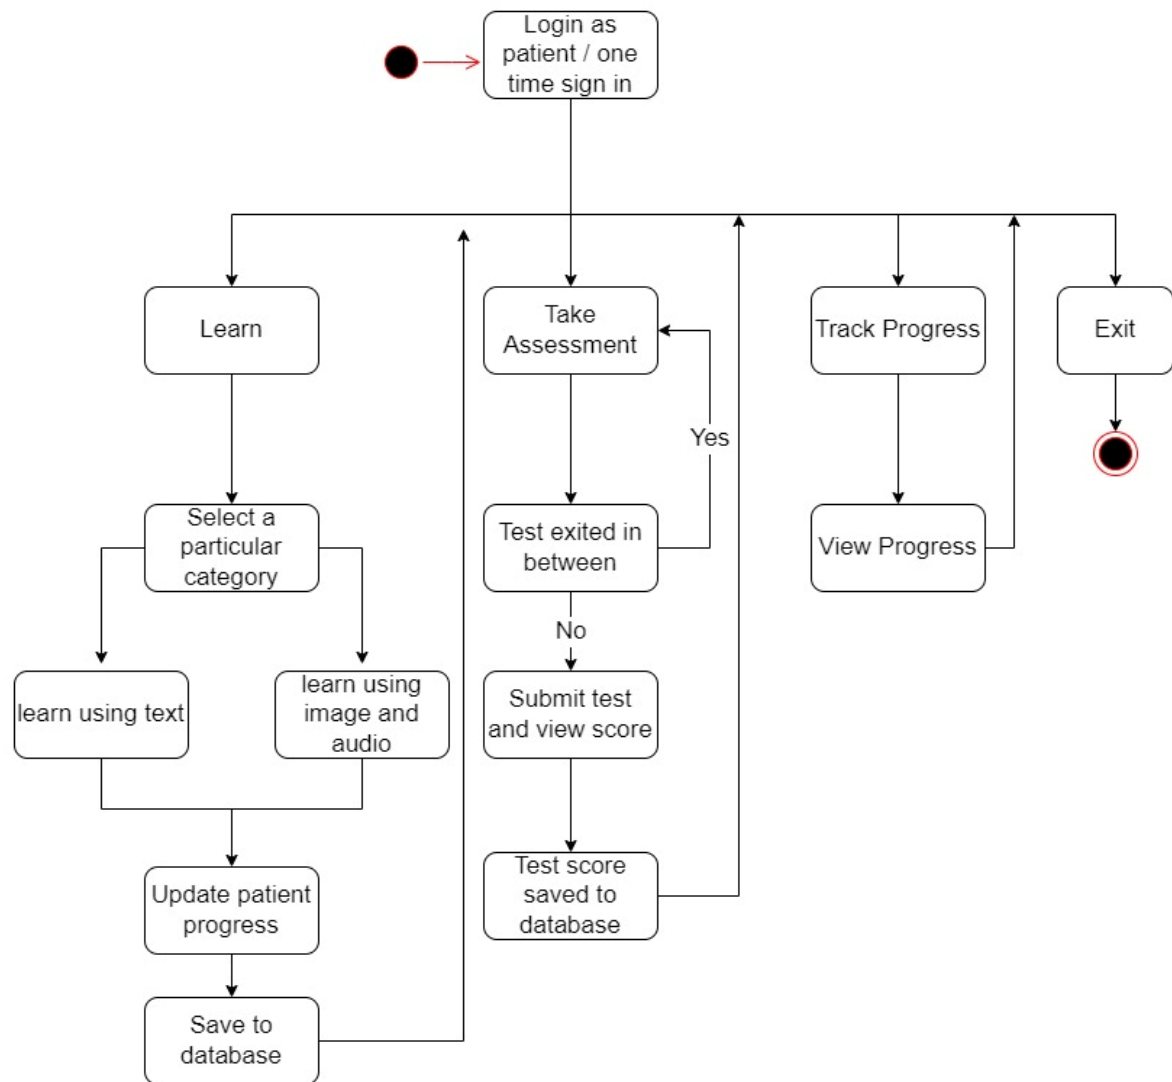 Login as
patient / one
time sign in
Learn
Take
Assessment
Track Progress
Exit
Yes
Select a
particular
category
Test exited in
between
View Progress
No
learn using text
learn using
image and
audio
Submit test
and view score
Update patient
progress
Test score
saved to
database
Save to
database